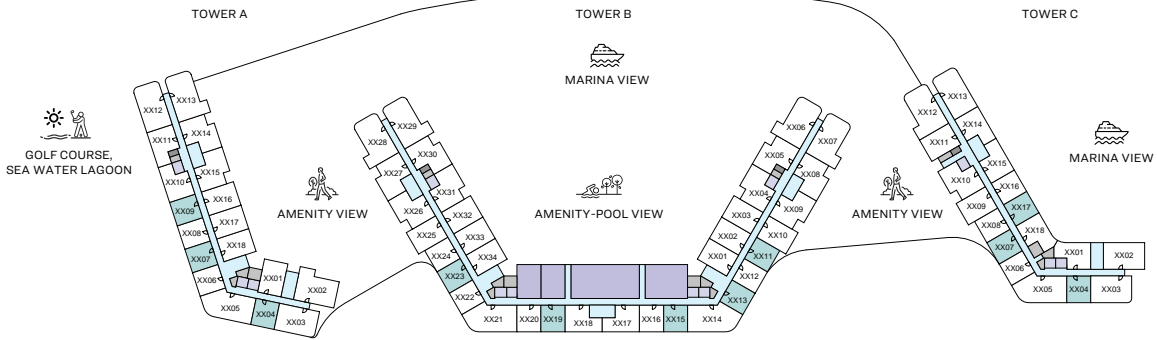 TOWER A
TOWER B
TOWER C
MARINA VIEW
GOLF COURSE,
SEA WATER LAGOON
AMENITY VIEW
AMENITY-POOL VIEW
AMENITY VIEW
MARINA VIEW
XX12
XX13
XX11
XX14
XX10
XX15
XX09
XX16
XX08
XX17
XX07
XX18
XX06
XX01
XX02
XX05
XX04
XX03
XX28
XX29
XX27
XX30
XX26
XX31
XX25
XX32
XX24
XX33
XX23
XX34
XX22
XX21
XX20
XX19
XX18
XX17
XX16
XX15
XX14
XX13
XX12
XX11
XX01
XX02
XX10
XX03
XX09
XX04
XX08
XX05
XX07
XX06
XX12
XX13
XX11
XX14
XX10
XX15
XX09
XX16
XX08
XX17
XX07
XX18
XX06
XX01
XX02
XX05
XX04
XX03